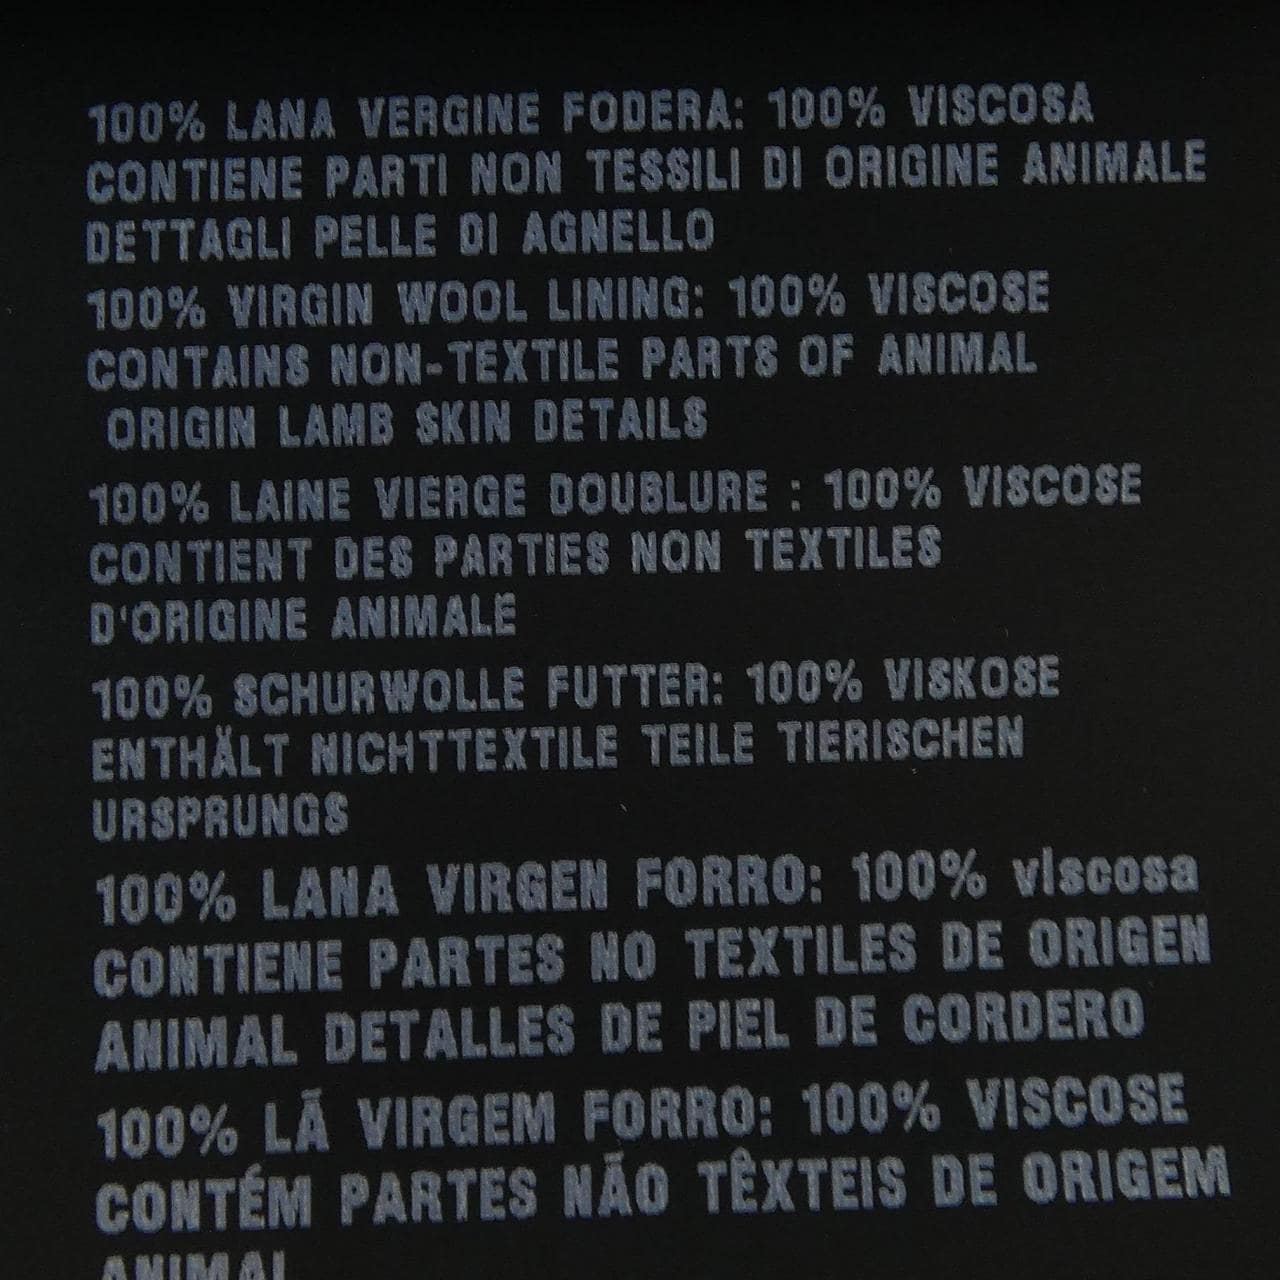 100% LANA VERGINE FODERA: 100% VISCOSA
CONTIENE PARTI NON TESSILI DI ORIGINE ANIMALE
DETTAGLI PELLE DI AGNELLO
100% VIRGIN WOOL LINING: 100% VISCOSE
CONTAINS NON-TEXTILE PARTS OF ANIMAL
ORIGIN LAMB SKIN DETAILS
100% LAINE VIERGE DOUBLURE : 100% VISCOSE
CONTIENT DES PARTIES NON TEXTILES
D'ORIGINE ANIMALE
100% SCHURWOLLE FUTTER: 100% VISKOSE
ENTHÄLT NICHTTEXTILE TEILE TIERISCHEN
URSPRUNGS
100% LANA VIRGEN FORRO: 100% viscosa
CONTIENE PARTES NO TEXTILES DE ORIGEN
ANIMAL DETALLES DE PIEL DE CORDERO
100% LÃ VIRGEM FORRO: 100% VISCOSE
CONTÉM PARTES NÃO TÊXTEIS DE ORIGEM
ANIMAL